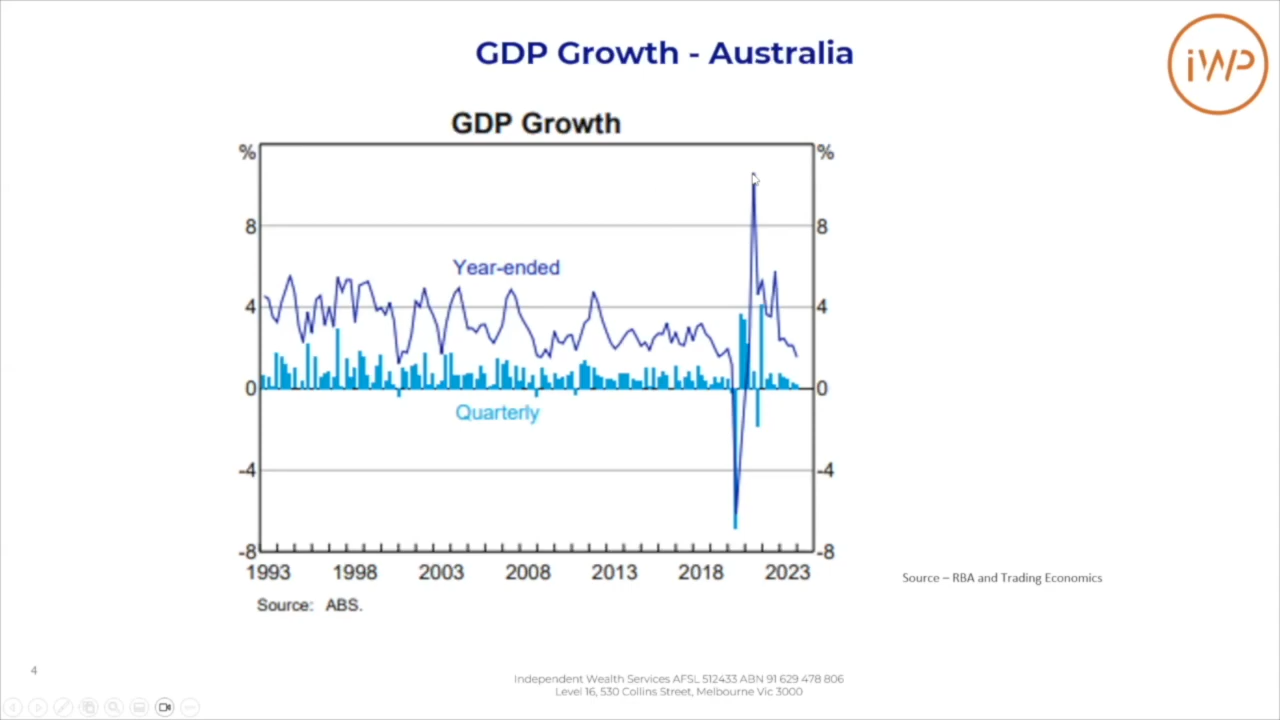 GDP Growth - Australia
iWP
GDP Growth
% %
8 8
Year-ended
4 4
0 0
Quarterly
-4 -4
-8 -8
1993 1998 2003 2008 2013 2018 2023
Source – RBA and Trading Economics
Source: ABS.
4
Independent Wealth Services AFSL 512433 ABN 91 629 478 806
Level 16, 530 Collins Street, Melbourne Vic 3000